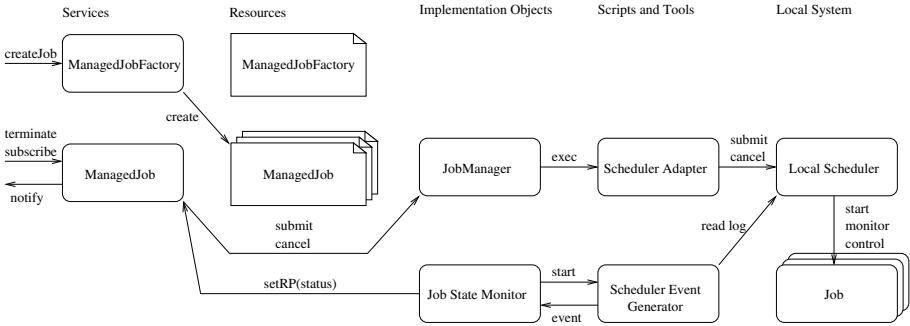 Services
Resources
Implementation Objects
Scripts and Tools
Local System
createJob
ManagedJobFactory
ManagedJobFactory
create
terminate
subscribe
ManagedJob
notify
ManagedJob
submit
cancel
JobManager
exec
Scheduler Adapter
submit
cancel
Local Scheduler
read log
start
monitor
control
setRP(status)
Job State Monitor
start
event
Scheduler Event
Generator
Job